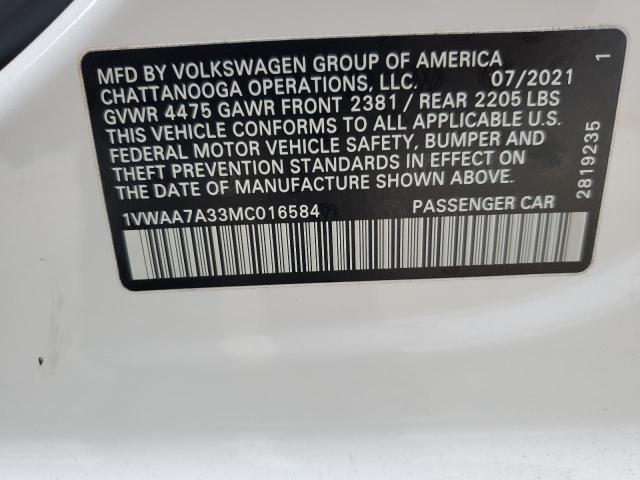 MFD BY VOLKSWAGEN GROUP OF AMERICA
CHATTANOOGA OPERATIONS, LLC. 07/2021
GVWR 4475 GAWR FRONT 2381 / REAR 2205 LBS
THIS VEHICLE CONFORMS TO ALL APPLICABLE U.S.
FEDERAL MOTOR VEHICLE SAFETY, BUMPER AND
THEFT PREVENTION STANDARDS IN EFFECT ON
THE DATE OF MANUFACTURE SHOWN ABOVE.
1VWAA7A33MC016584 PASSENGER CAR
2819235 1